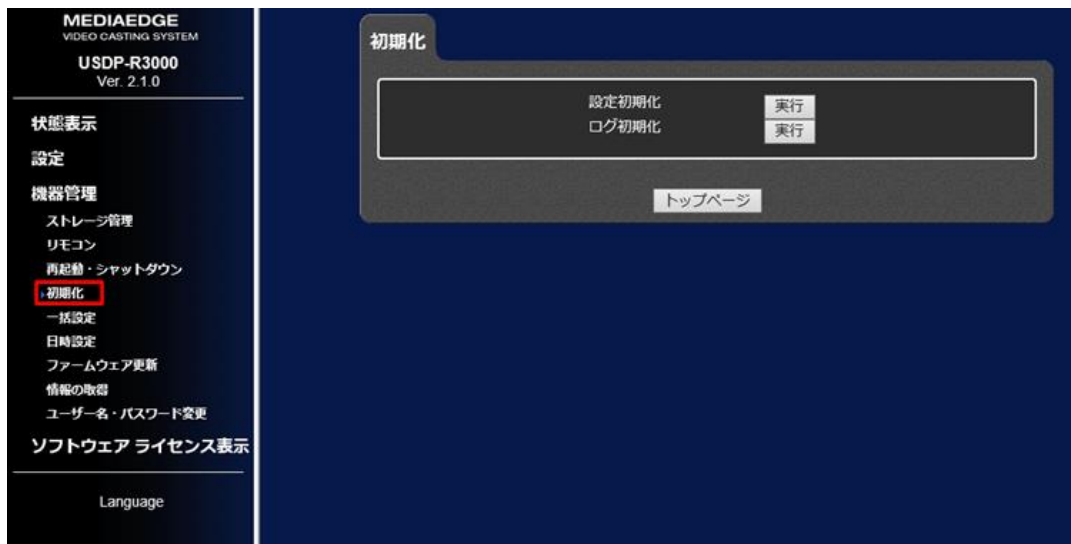 MEDIAEDGE
VIDEO CASTING SYSTEM
USDP-R3000
Ver. 2.1.0
状態表示
設定
機器管理
ストレージ管理
リモコン
再起動・シャットダウン
初期化
一括設定
日時設定
ファームウェア更新
情報の取得
ユーザー名・パスワード変更
ソフトウエア ライセンス表示
Language
初期化
設定初期化 実行
ログ初期化 実行
トップページ